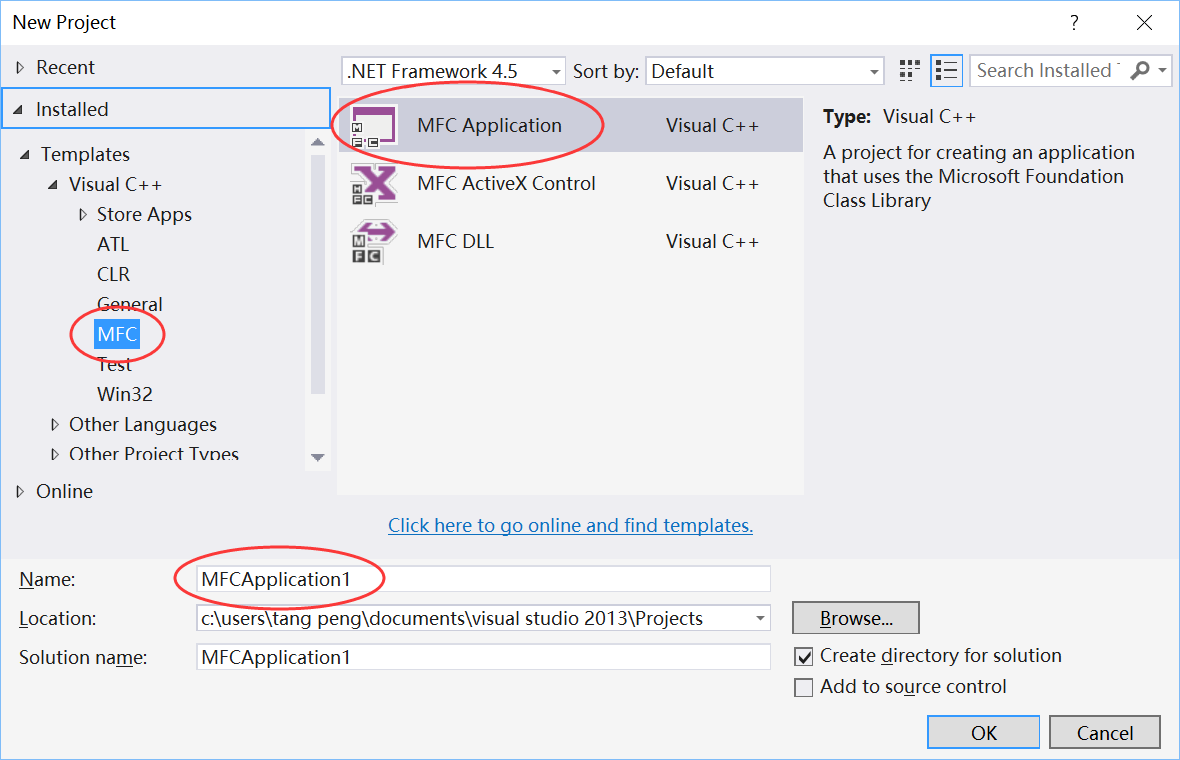 New Project
?
Recent
Installed
Templates
Visual C++
Store Apps
ATL
CLR
General
MFC
Test
Win32
Other Languages
Other Project Types
Online
.NET Framework 4.5
Sort by:
Default
Search Installed
MFC Application
Visual C++
MFC ActiveX Control
Visual C++
MFC DLL
Visual C++
Type: Visual C++
A project for creating an application
that uses the Microsoft Foundation
Class Library
Click here to go online and find templates.
Name:
MFCApplication1
Location:
c:\users\tang peng\documents\visual studio 2013\Projects
Browse...
Solution name:
MFCApplication1
Create directory for solution
Add to source control
OK
Cancel